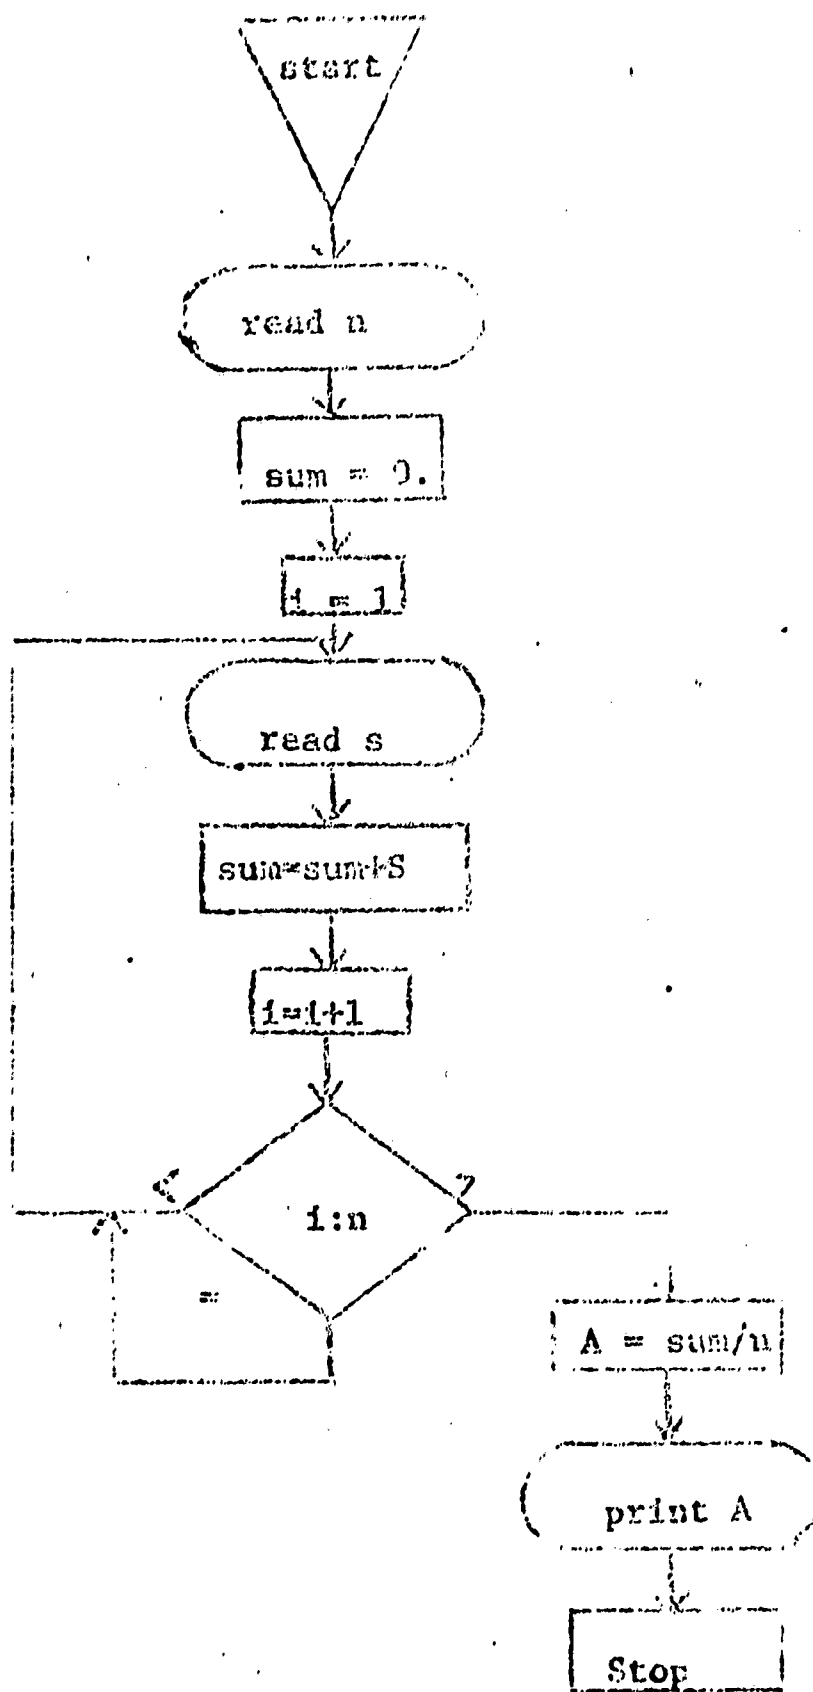 start
read n
sum = 0.
i = 1
read s
sum=sum+S
i=i+1
<
>
i:n
=
A = sum/n
print A
Stop